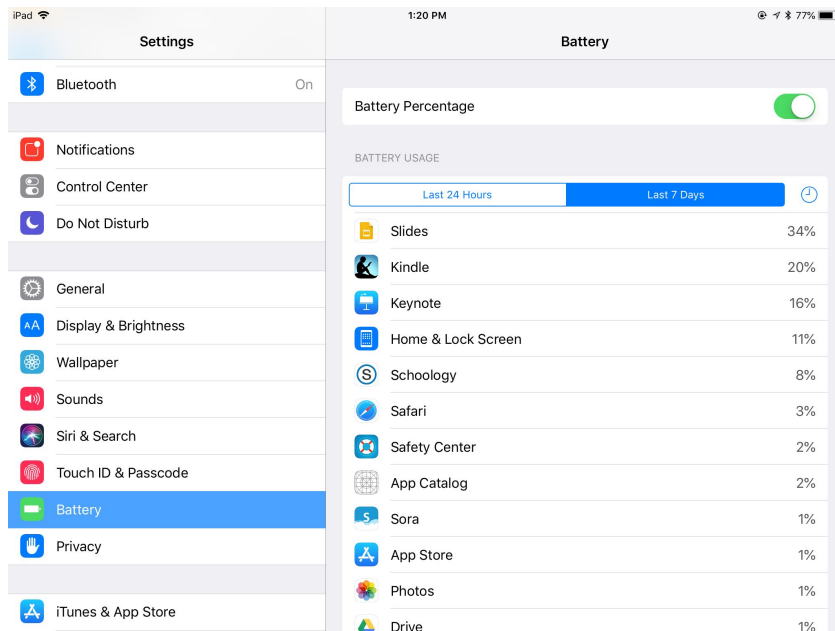 iPad 1:20 PM 77%
Settings
Bluetooth On
Notifications
Control Center
Do Not Disturb
General
AA Display & Brightness
Wallpaper
Sounds
Siri & Search
Touch ID & Passcode
Battery
Privacy
iTunes & App Store
Battery
Battery Percentage
BATTERY USAGE
Last 24 Hours Last 7 Days
Slides 34%
Kindle 20%
Keynote 16%
Home & Lock Screen 11%
S Schoology 8%
Safari 3%
Safety Center 2%
App Catalog 2%
S Sora 1%
App Store 1%
Photos 1%
Drive 1%